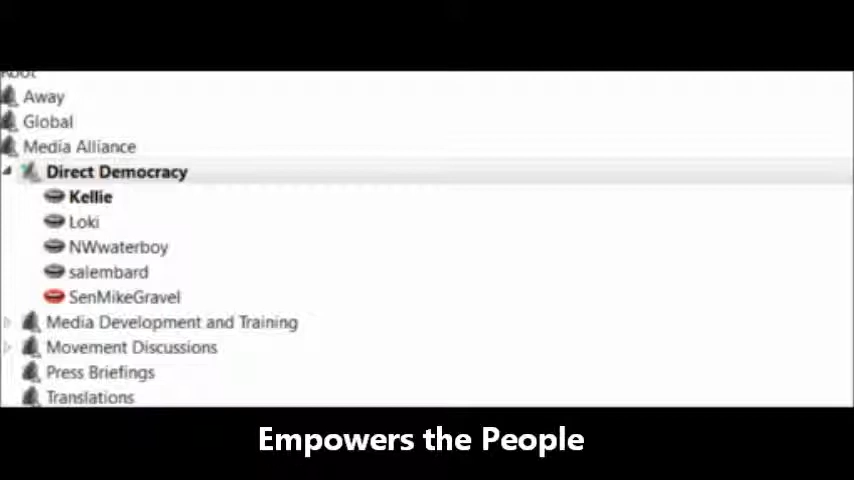 Root
Away
Global
Media Alliance
Direct Democracy
Kellie
Loki
NWwaterboy
salembard
SenMikeGravel
Media Development and Training
Movement Discussions
Press Briefings
Translations
Empowers the People